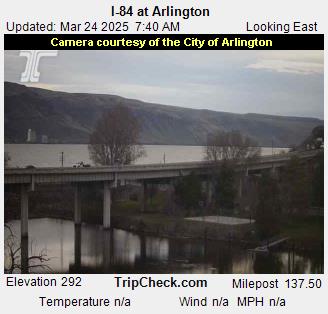 I-84 at Arlington
Updated: Mar 24 2025 7:40 AM Looking East
Camera courtesy of the City of Arlington
Elevation 292 TripCheck.com Milepost 137.50
Temperature n/a Wind n/a MPH n/a